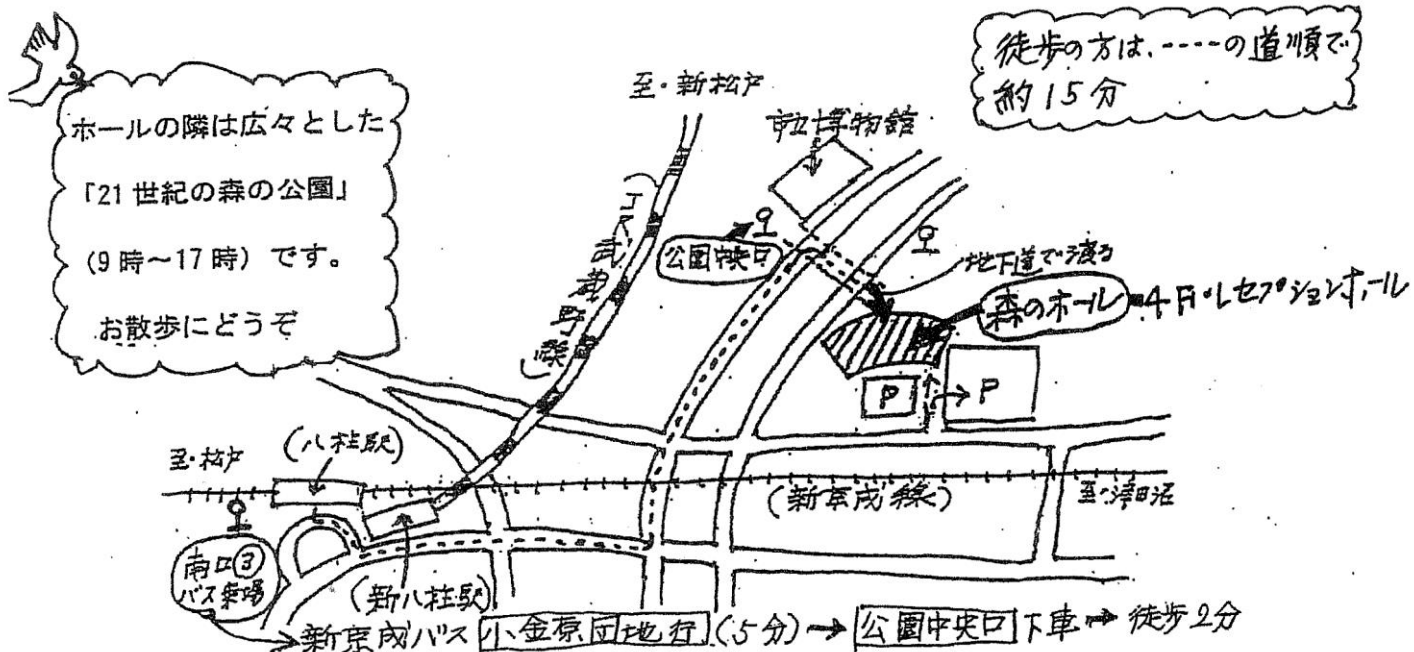 ホールの隣は広々とした
「21世紀の森の公園」
(9時～17時)です。
お散歩にどうぞ
徒歩の方は、----の道順で
約15分
至・新松戸
市立博物館
JR武蔵野線
公園中央口
地下道で渡る
森のホール 4F・レセプションホール
P
P
至・松戸
(八柱駅)
(新京成線)
至・津田沼
南口③
バス乗場
(新八柱駅)
新京成バス 小金原団地行 (5分) → 公園中央口 下車 → 徒歩2分